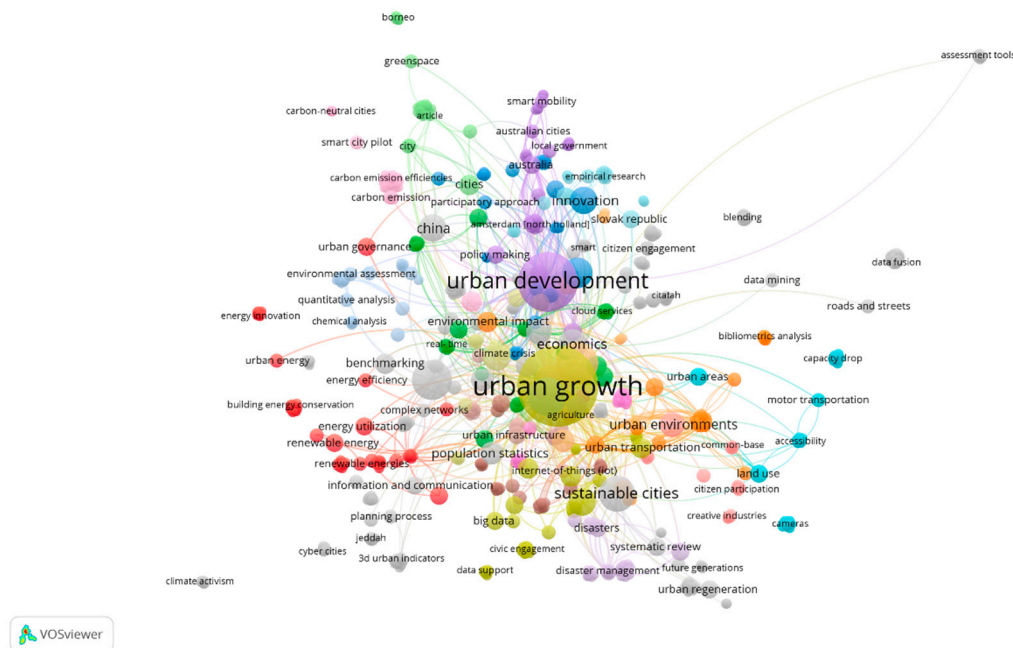 borneo
assessment tools
greenspace
smart mobility
carbon-neutral cities
article
australian cities
smart city pilot
city
local government
australia
carbon emission efficiencies
empirical research
cities
carbon emission
participatory approach
innovation
blending
amsterdam [north holland]
slovak republic
china
urban governance
smart
citizen engagement
policy making
data fusion
environmental assessment
urban development
data mining
quantitative analysis
citatah
roads and streets
energy innovation
chemical analysis
environmental impact
cloud services
bibliometrics analysis
real- time
economics
climate crisis
capacity drop
urban energy
benchmarking
energy efficiency
urban growth
urban areas
motor transportation
building energy conservation
complex networks
agriculture
energy utilization
urban environments
urban infrastructure
renewable energy
accessibility
urban transportation
common-base
population statistics
renewable energies
internet-of-things (iot)
land use
information and communication
sustainable cities
citizen participation
planning process
big data
creative industries
cameras
disasters
jeddah
cyber cities
civic engagement
systematic review
3d urban indicators
data support
disaster management
future generations
climate activism
urban regeneration
VOSviewer